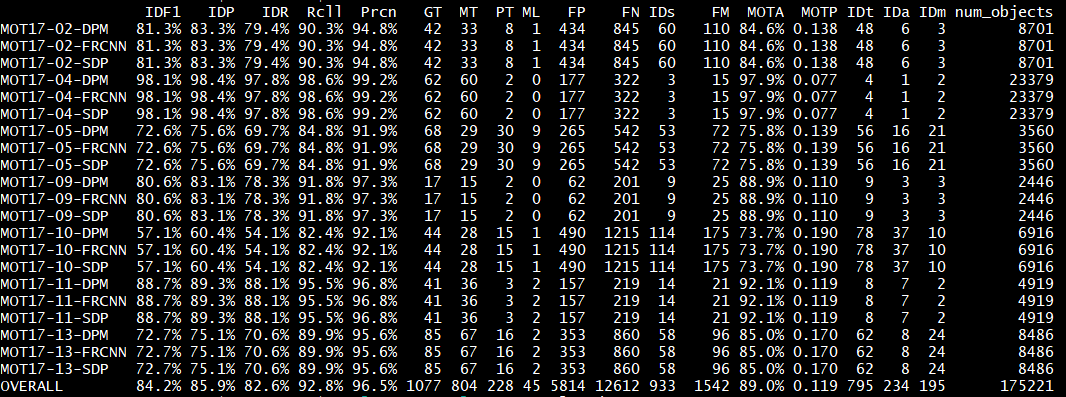 IDF1 IDP IDR Rcll Prcn GT MT PT ML FP FN IDs FM MOTA MOTP IDt IDa IDm num_objects
MOT17-02-DPM 81.3% 83.3% 79.4% 90.3% 94.8% 42 33 8 1 434 845 60 110 84.6% 0.138 48 6 3 8701
MOT17-02-FRCNN 81.3% 83.3% 79.4% 90.3% 94.8% 42 33 8 1 434 845 60 110 84.6% 0.138 48 6 3 8701
MOT17-02-SDP 81.3% 83.3% 79.4% 90.3% 94.8% 42 33 8 1 434 845 60 110 84.6% 0.138 48 6 3 8701
MOT17-04-DPM 98.1% 98.4% 97.8% 98.6% 99.2% 62 60 2 0 177 322 3 15 97.9% 0.077 4 1 2 23379
MOT17-04-FRCNN 98.1% 98.4% 97.8% 98.6% 99.2% 62 60 2 0 177 322 3 15 97.9% 0.077 4 1 2 23379
MOT17-04-SDP 98.1% 98.4% 97.8% 98.6% 99.2% 62 60 2 0 177 322 3 15 97.9% 0.077 4 1 2 23379
MOT17-05-DPM 72.6% 75.6% 69.7% 84.8% 91.9% 68 29 30 9 265 542 53 72 75.8% 0.139 56 16 21 3560
MOT17-05-FRCNN 72.6% 75.6% 69.7% 84.8% 91.9% 68 29 30 9 265 542 53 72 75.8% 0.139 56 16 21 3560
MOT17-05-SDP 72.6% 75.6% 69.7% 84.8% 91.9% 68 29 30 9 265 542 53 72 75.8% 0.139 56 16 21 3560
MOT17-09-DPM 80.6% 83.1% 78.3% 91.8% 97.3% 17 15 2 0 62 201 9 25 88.9% 0.110 9 3 3 2446
MOT17-09-FRCNN 80.6% 83.1% 78.3% 91.8% 97.3% 17 15 2 0 62 201 9 25 88.9% 0.110 9 3 3 2446
MOT17-09-SDP 80.6% 83.1% 78.3% 91.8% 97.3% 17 15 2 0 62 201 9 25 88.9% 0.110 9 3 3 2446
MOT17-10-DPM 57.1% 60.4% 54.1% 82.4% 92.1% 44 28 15 1 490 1215 114 175 73.7% 0.190 78 37 10 6916
MOT17-10-FRCNN 57.1% 60.4% 54.1% 82.4% 92.1% 44 28 15 1 490 1215 114 175 73.7% 0.190 78 37 10 6916
MOT17-10-SDP 57.1% 60.4% 54.1% 82.4% 92.1% 44 28 15 1 490 1215 114 175 73.7% 0.190 78 37 10 6916
MOT17-11-DPM 88.7% 89.3% 88.1% 95.5% 96.8% 41 36 3 2 157 219 14 21 92.1% 0.110 8 7 2 4919
MOT17-11-FRCNN 88.7% 89.3% 88.1% 95.5% 96.8% 41 36 3 2 157 219 14 21 92.1% 0.110 8 7 2 4919
MOT17-11-SDP 88.7% 89.3% 88.1% 95.5% 96.8% 41 36 3 2 157 219 14 21 92.1% 0.110 8 7 2 4919
MOT17-13-DPM 72.7% 75.1% 70.6% 89.9% 95.6% 85 67 16 2 353 860 58 96 85.0% 0.170 62 8 24 8486
MOT17-13-FRCNN 72.7% 75.1% 70.6% 89.9% 95.6% 85 67 16 2 353 860 58 96 85.0% 0.170 62 8 24 8486
MOT17-13-SDP 72.7% 75.1% 70.6% 89.9% 95.6% 85 67 16 2 353 860 58 96 85.0% 0.170 62 8 24 8486
OVERALL 84.2% 85.9% 82.6% 92.8% 96.5% 1077 804 228 45 5814 12612 933 1542 89.0% 0.119 795 234 195 175221